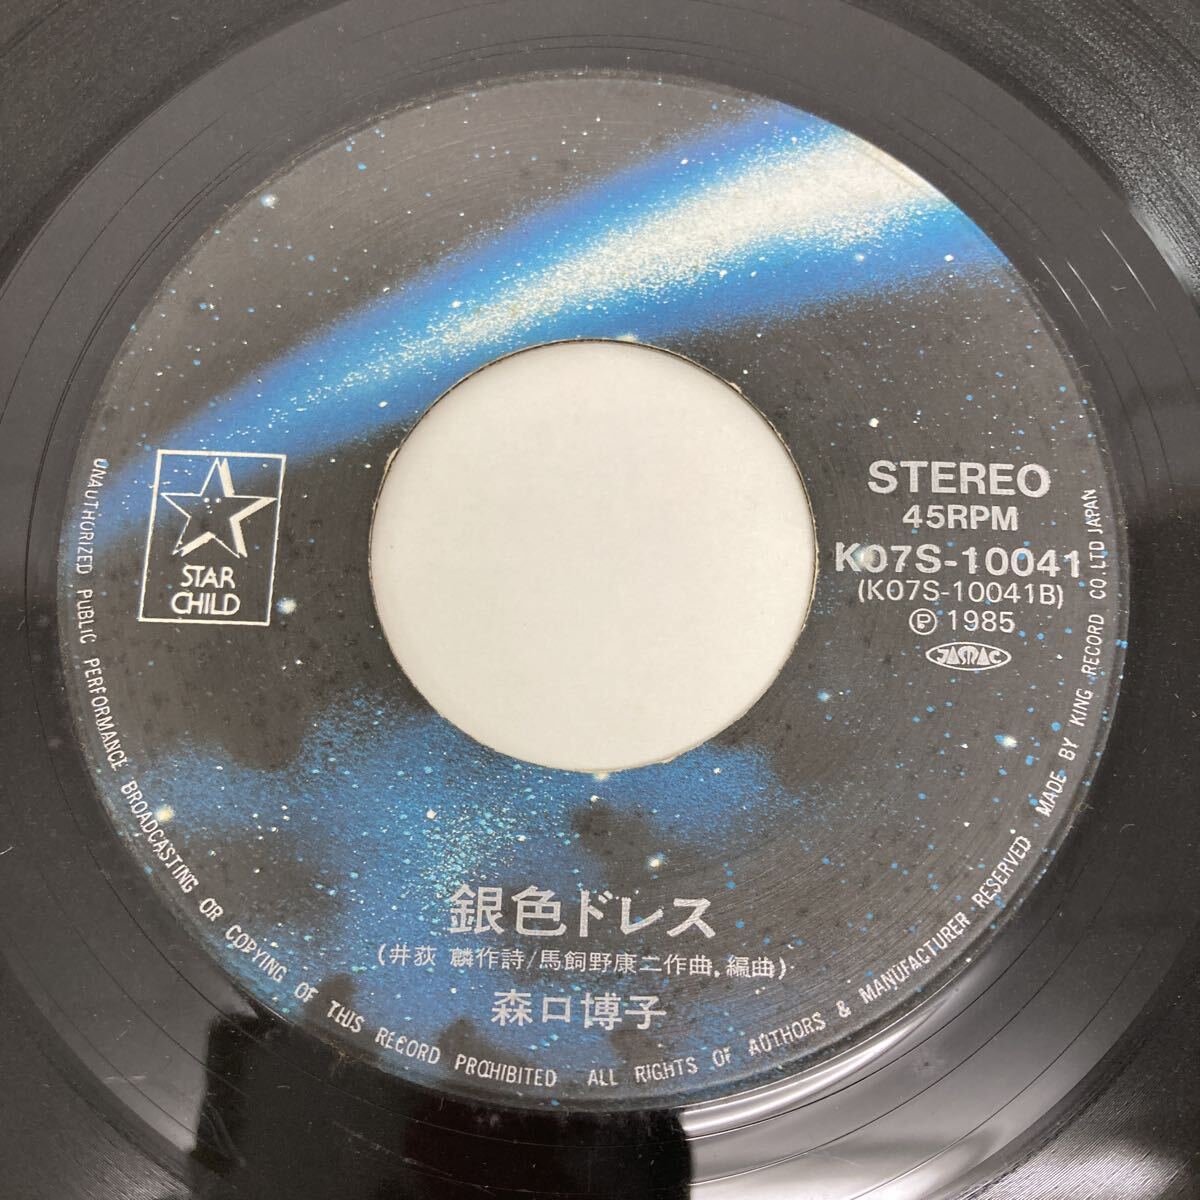 STAR
CHILD
STEREO
45RPM
K07S-10041
(K07S-10041B)
Ⓟ 1985
JASRAC
銀色ドレス
(井荻 麟作詩/馬飼野康二作曲,編曲)
森口博子
UNAUTHORIZED PUBLIC PERFORMANCE BROADCASTING OR COPYING OF THIS RECORD PROHIBITED ALL RIGHTS OF AUTHORS & MANUFACTURER RESERVED MADE BY KING RECORD CO.LTD JAPAN